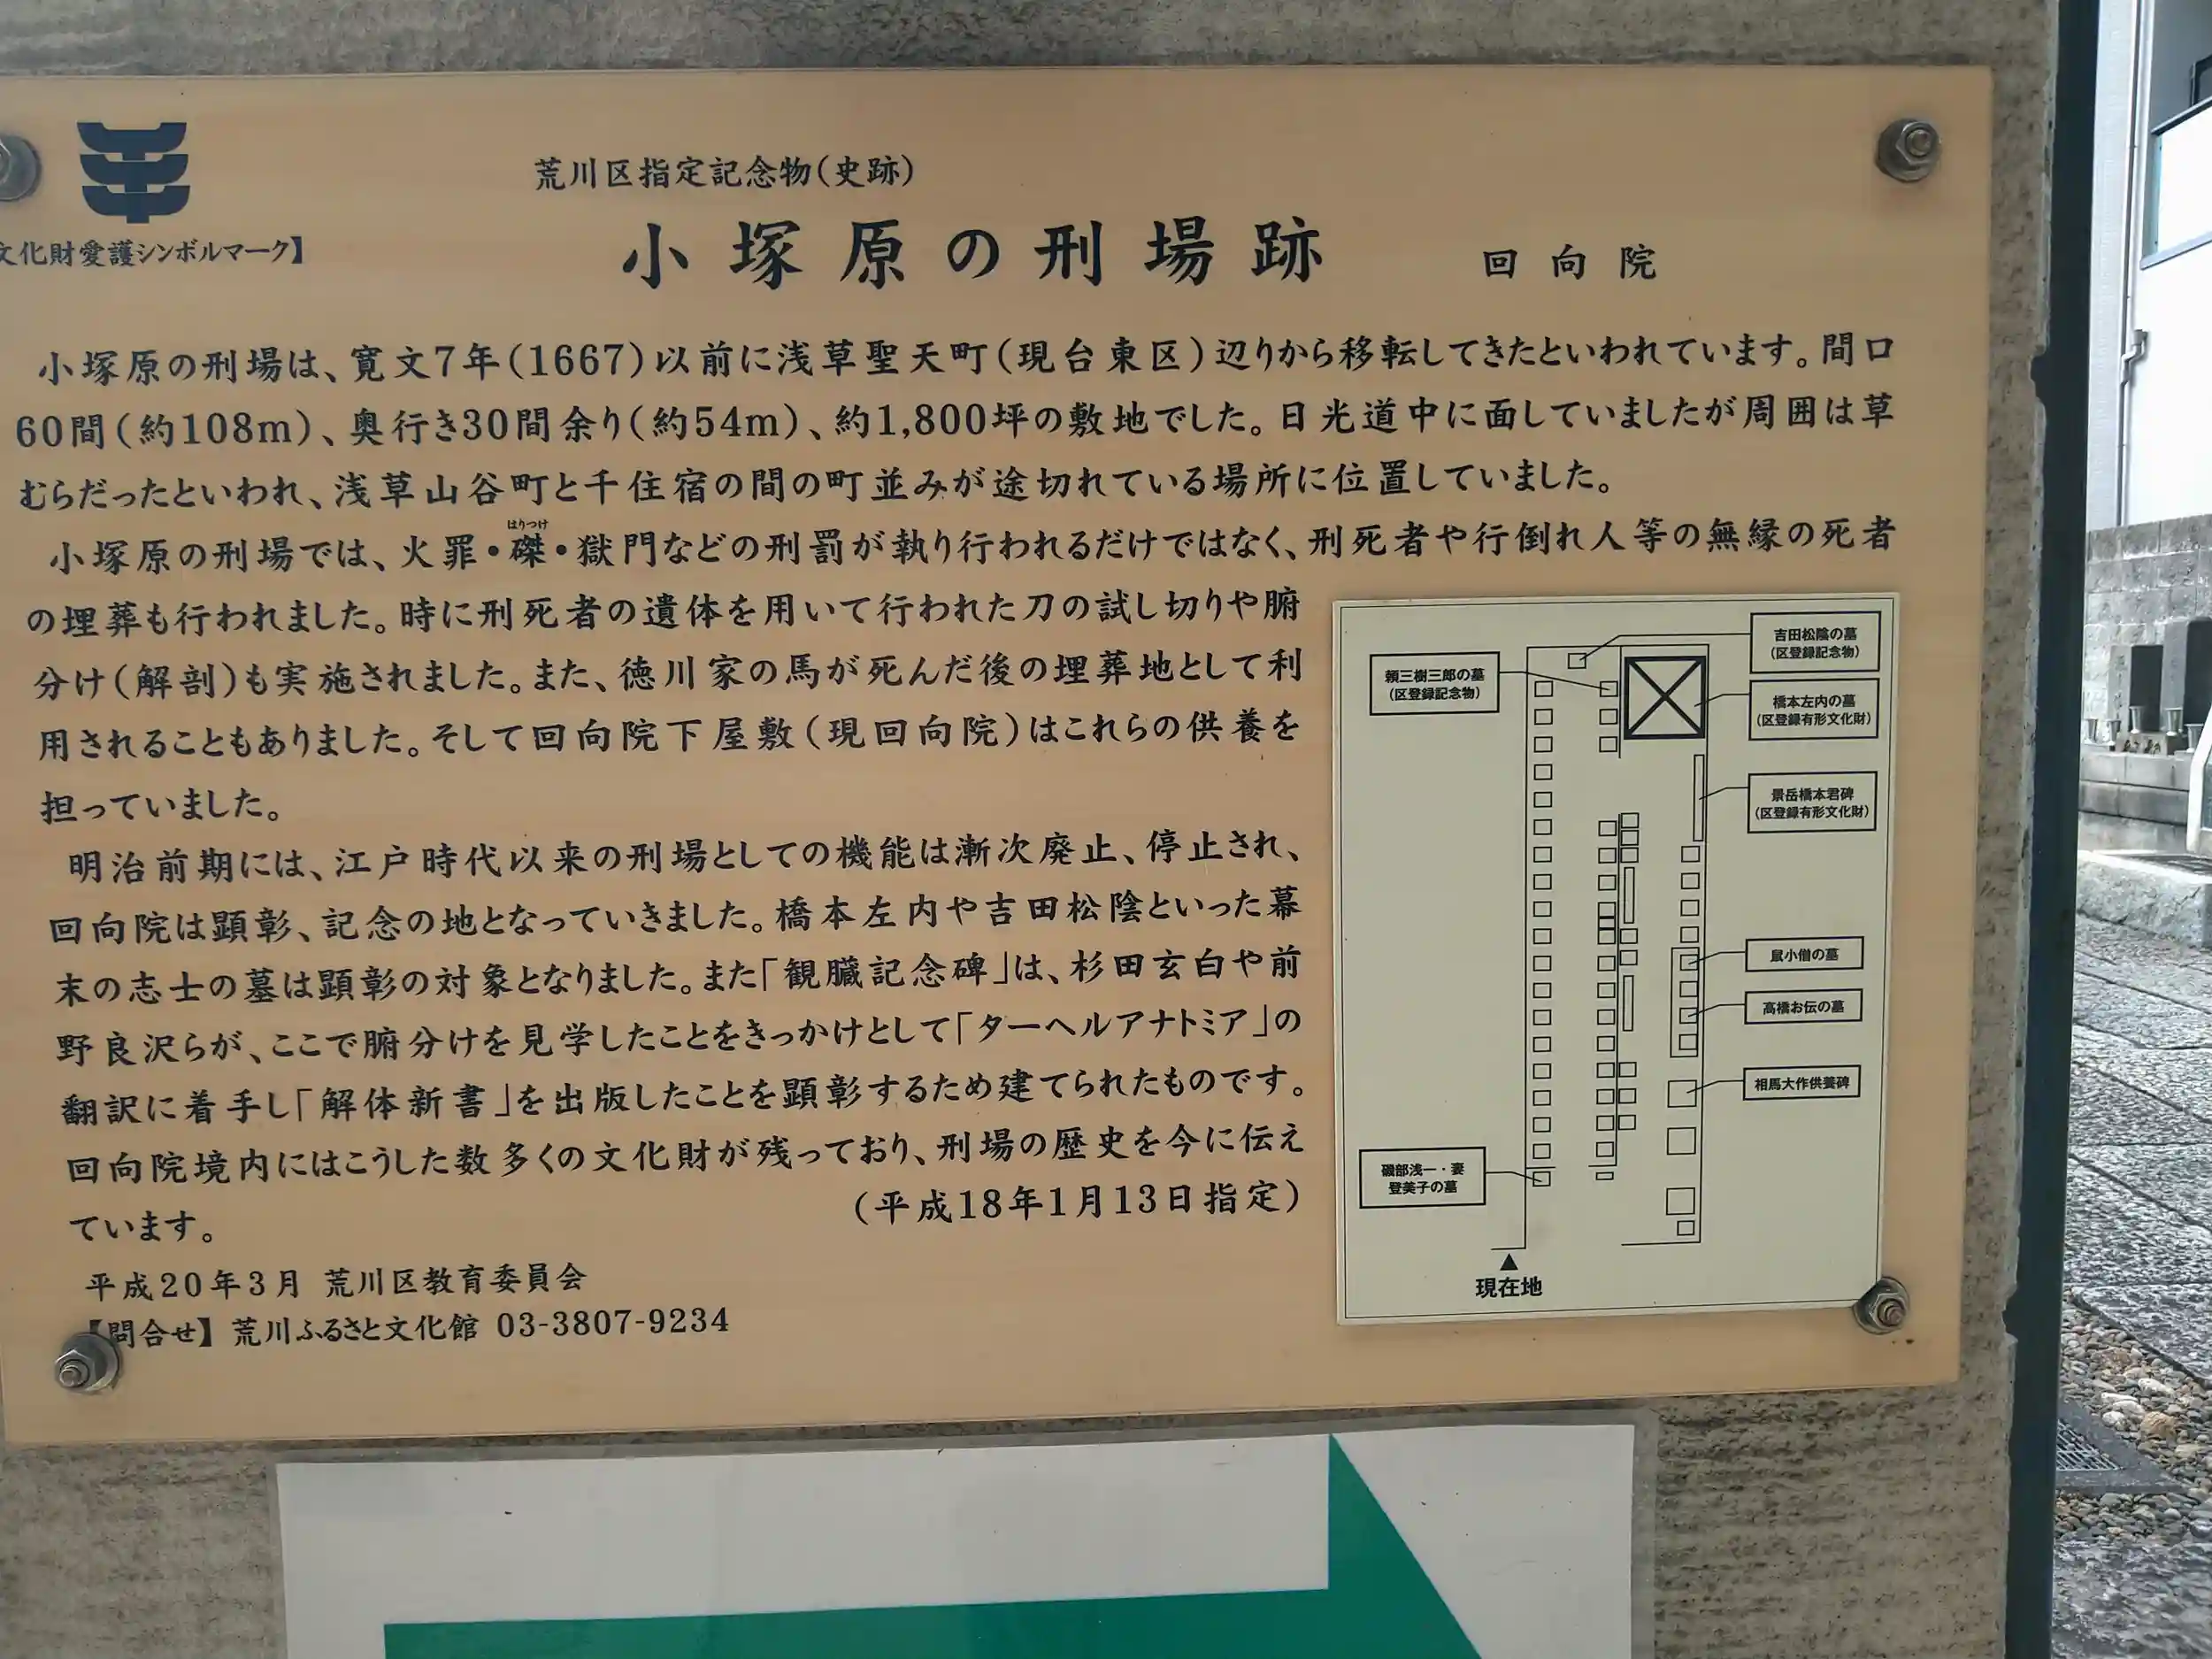 文化財愛護シンボルマーク】
荒川区指定記念物(史跡)
小塚原の刑場跡 回向院
小塚原の刑場は、寛文7年(1667)以前に浅草聖天町(現台東区)辺りから移転してきたといわれています。間口
60間(約108m)、奥行き30間余り(約54m)、約1,800坪の敷地でした。日光道中に面していましたが周囲は草
むらだったといわれ、浅草山谷町と千住宿の間の町並みが途切れている場所に位置していました。
はりつけ
小塚原の刑場では、火罪・磔・獄門などの刑罰が執り行われるだけではなく、刑死者や行倒れ人等の無縁の死者
の埋葬も行われました。時に刑死者の遺体を用いて行われた刀の試し切りや腑
分け(解剖)も実施されました。また、徳川家の馬が死んだ後の埋葬地として利
用されることもありました。そして回向院下屋敷(現回向院)はこれらの供養を
担っていました。
明治前期には、江戸時代以来の刑場としての機能は漸次廃止、停止され、
回向院は顕彰、記念の地となっていきました。橋本左内や吉田松陰といった幕
末の志士の墓は顕彰の対象となりました。また「観臓記念碑」は、杉田玄白や前
野良沢らが、ここで腑分けを見学したことをきっかけとして「ターヘルアナトミア」の
翻訳に着手し「解体新書」を出版したことを顕彰するため建てられたものです。
回向院境内にはこうした数多くの文化財が残っており、刑場の歴史を今に伝え
ています。
(平成18年1月13日指定)
平成20年3月 荒川区教育委員会
【問合せ】荒川ふるさと文化館 03-3807-9234
吉田松陰の墓
(区登録記念物)
頼三樹三郎の墓
(区登録記念物)
橋本左内の墓
(区登録有形文化財)
景岳橋本君碑
(区登録有形文化財)
鼠小僧の墓
高橋お伝の墓
相馬大作供養碑
磯部浅一・妻
登美子の墓
現在地